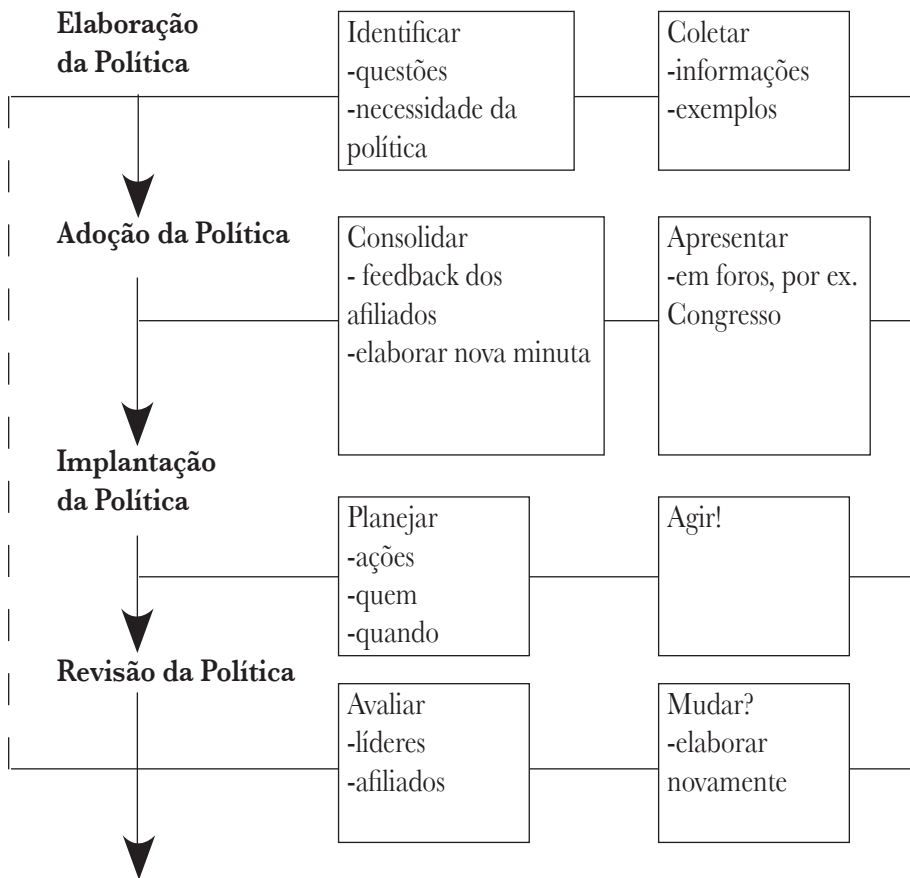 Elaboração
da Política
Identificar
-questões
-necessidade da
política
Coletar
-informações
-exemplos
Adoção da Política
Consolidar
- feedback dos
afiliados
-elaborar nova minuta
Apresentar
-em foros, por ex.
Congresso
Implantação
da Política
Planejar
-ações
-quem
-quando
Agir!
Revisão da Política
Avaliar
-líderes
-afiliados
Mudar?
-elaborar
novamente